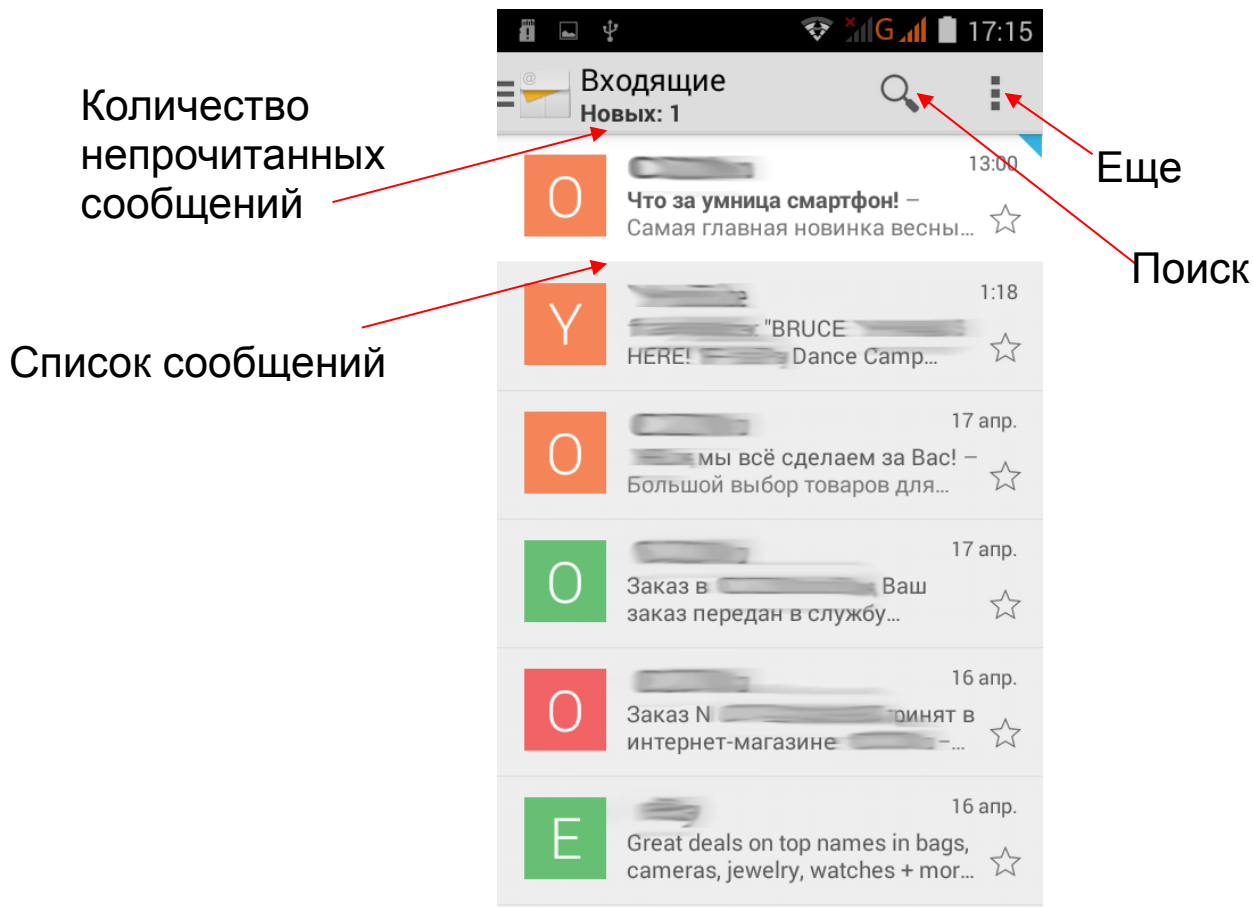 G 17:15
@
Входящие
Новых: 1
Количество
непрочитанных
сообщений
Еще
Поиск
Список сообщений
O
13:00
Что за умница смартфон! –
Самая главная новинка весны…
Y
1:18
"BRUCE
HERE! Dance Camp…
O
17 апр.
мы всё сделаем за Вас! –
Большой выбор товаров для…
O
17 апр.
Заказ в Ваш
заказ передан в службу…
O
16 апр.
Заказ N принят в
интернет-магазине –…
E
16 апр.
Great deals on top names in bags,
cameras, jewelry, watches + mor…